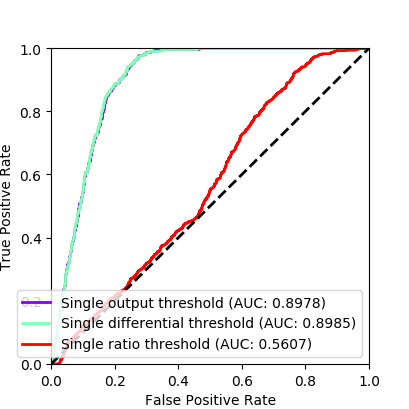 1.0
0.8
0.6
0.4
0.2
0.0
True Positive Rate
Single output threshold (AUC: 0.8978)
Single differential threshold (AUC: 0.8985)
Single ratio threshold (AUC: 0.5607)
0.0 0.2 0.4 0.6 0.8 1.0
False Positive Rate